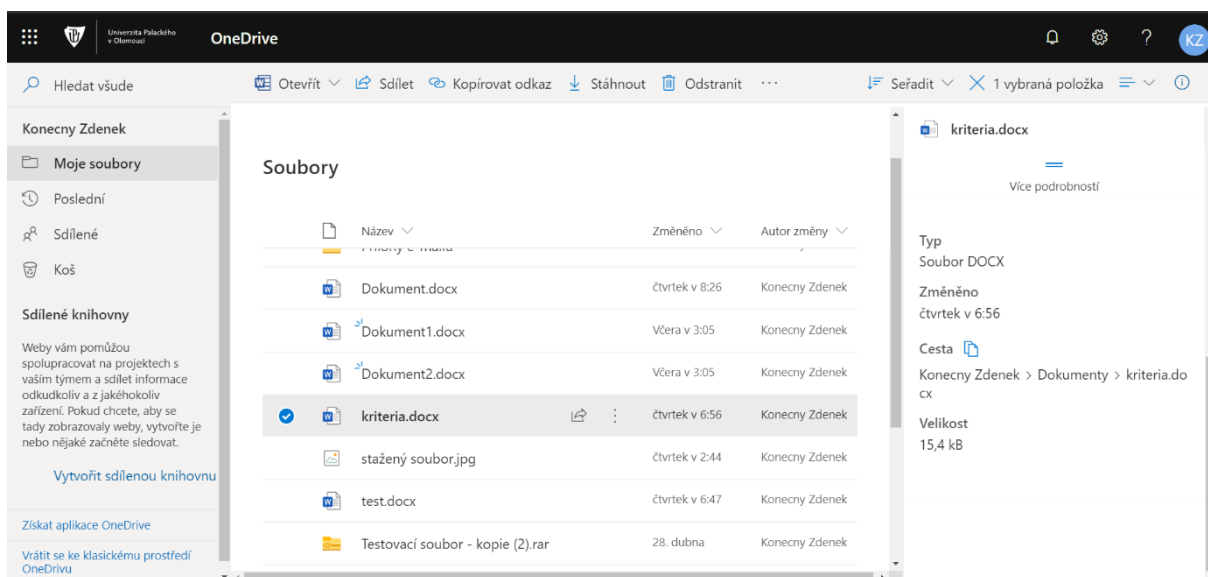 Univerzita Palackého
v Olomouci
OneDrive
?
KZ
Hledat všude
Otevřít
Sdílet
Kopírovat odkaz
Stáhnout
Odstranit
···
Seřadit
1 vybraná položka
Konecny Zdenek
Moje soubory
Poslední
Sdílené
Koš
Sdílené knihovny
Weby vám pomůžou
spolupracovat na projektech s
vaším týmem a sdílet informace
odkudkoliv a z jakéhokoliv
zařízení. Pokud chcete, aby se
tady zobrazovaly weby, vytvořte je
nebo nějaké začněte sledovat.
Vytvořit sdílenou knihovnu
Získat aplikace OneDrive
Vrátit se ke klasickému prostředí
OneDrivu
Soubory
Název Změněno Autor změny
Dokument.docx čtvrtek v 8:26 Konecny Zdenek
Dokument1.docx Včera v 3:05 Konecny Zdenek
Dokument2.docx Včera v 3:05 Konecny Zdenek
kriteria.docx čtvrtek v 6:56 Konecny Zdenek
stažený soubor.jpg čtvrtek v 2:44 Konecny Zdenek
test.docx čtvrtek v 6:47 Konecny Zdenek
Testovací soubor - kopie (2).rar 28. dubna Konecny Zdenek
kriteria.docx
Více podrobností
Typ
Soubor DOCX
Změněno
čtvrtek v 6:56
Cesta
Konecny Zdenek > Dokumenty > kriteria.do
cx
Velikost
15,4 kB